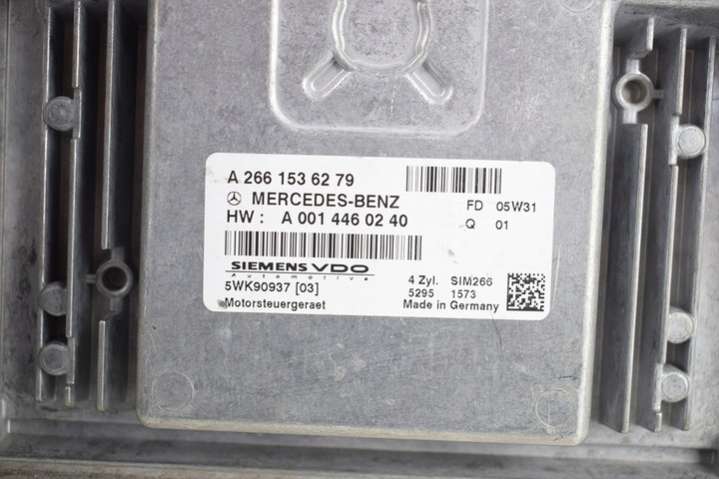 A 266 153 62 79
MERCEDES-BENZ
HW : A 001 446 02 40
FD 05W31
Q 01
SIEMENS VDO
Automotive
5WK90937 [03]
Motorsteuergeraet
4 Zyl. SIM266
5295 1573
Made in Germany